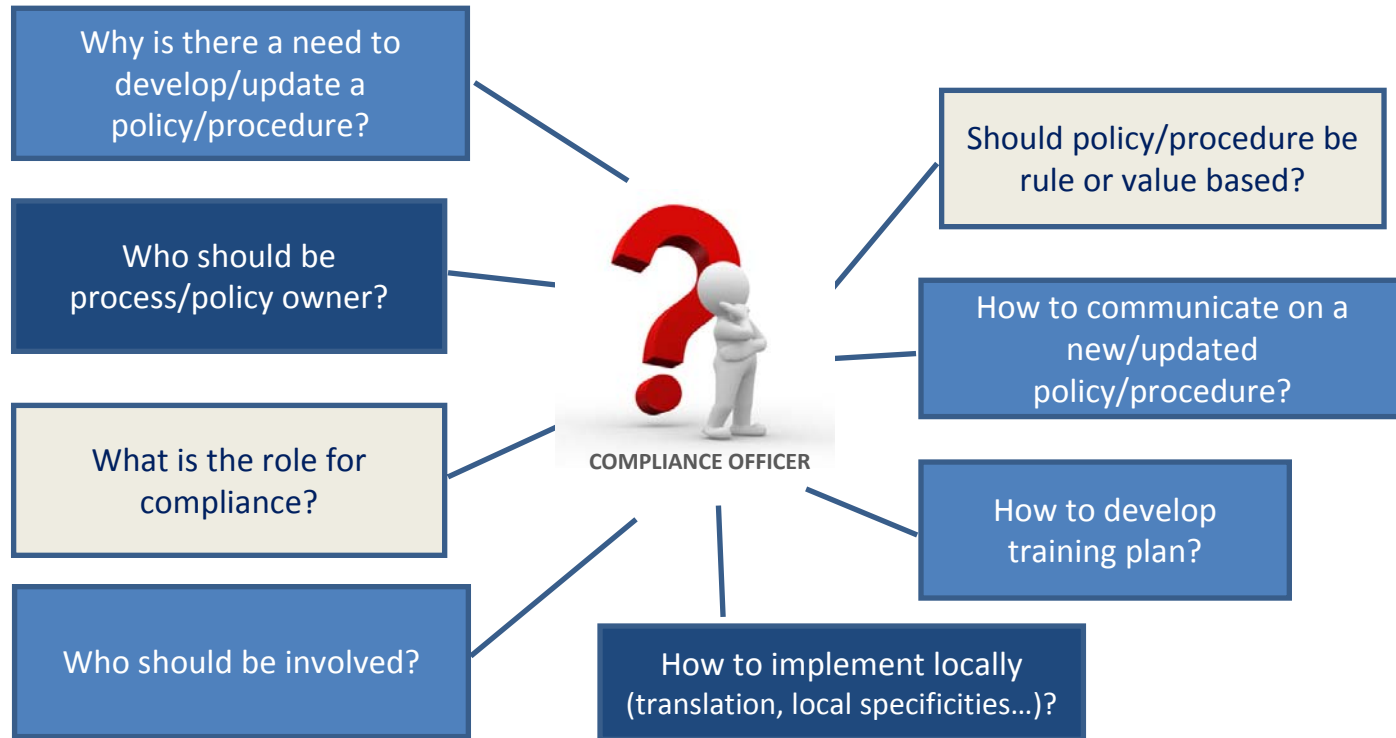 Why is there a need to
develop/update a
policy/procedure?
Who should be
process/policy owner?
What is the role for
compliance?
Who should be involved?
COMPLIANCE OFFICER
Should policy/procedure be
rule or value based?
How to communicate on a
new/updated
policy/procedure?
How to develop
training plan?
How to implement locally
(translation, local specificities…)?